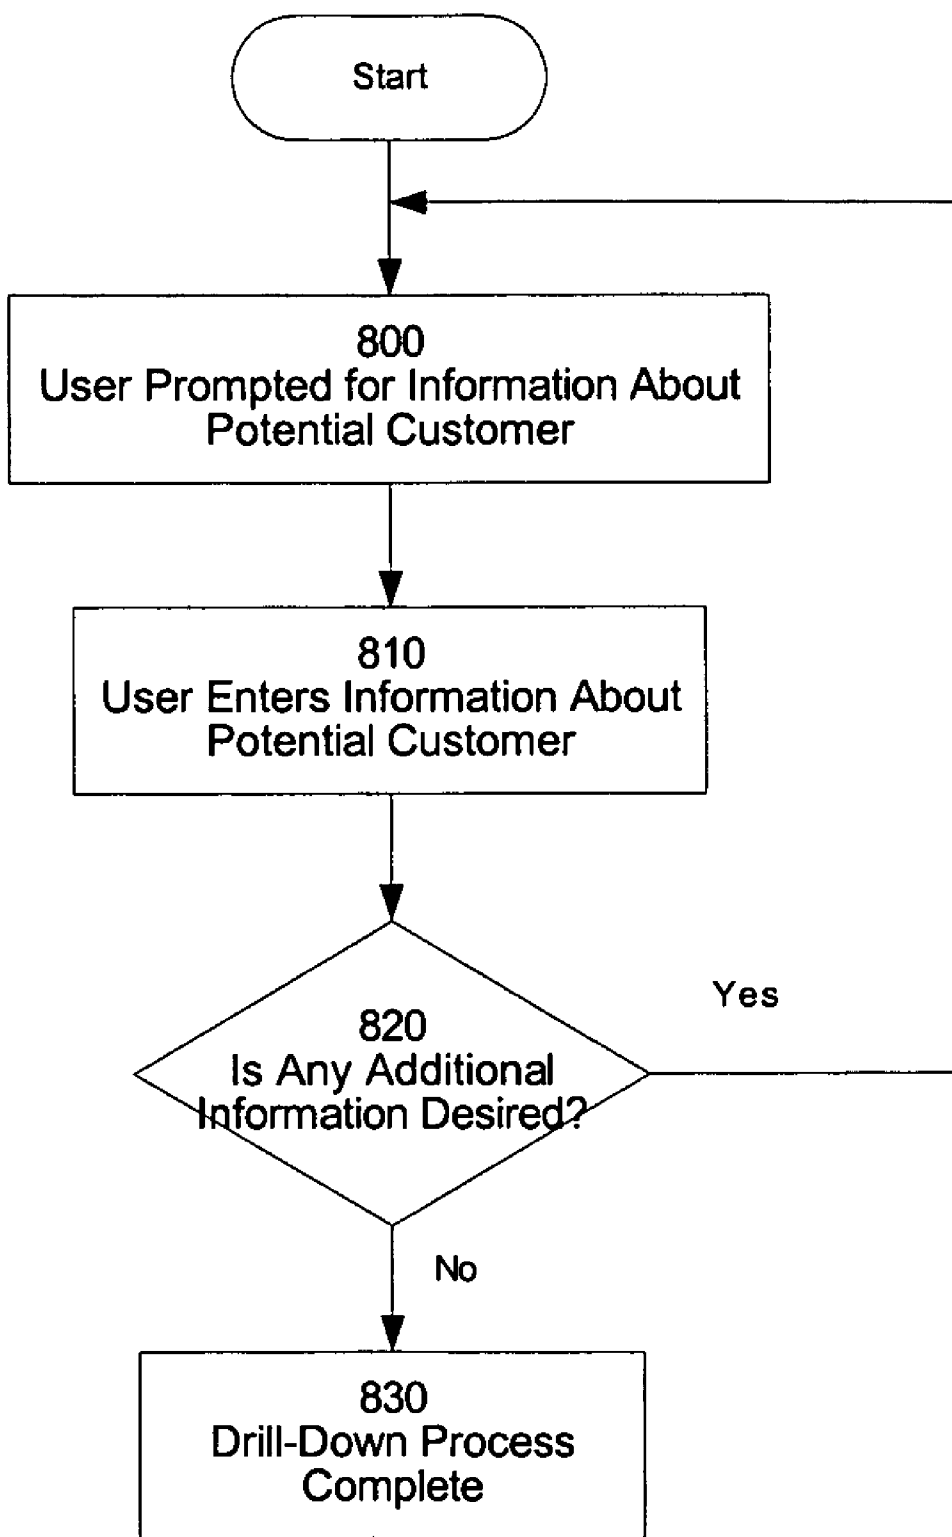 Start
800
User Prompted for Information About
Potential Customer
810
User Enters Information About
Potential Customer
820
Is Any Additional
Information Desired?
Yes
No
830
Drill-Down Process
Complete